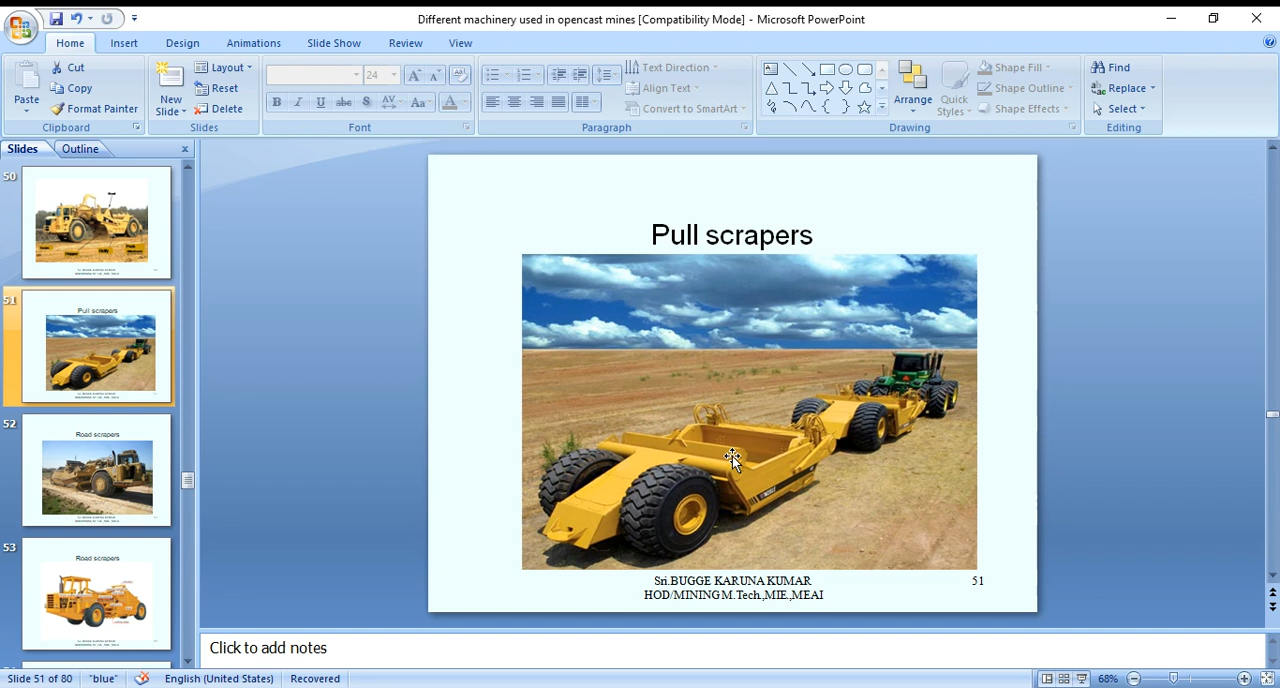 Different machinery used in opencast mines [Compatibility Mode] - Microsoft PowerPoint
Home Insert Design Animations Slide Show Review View
Paste
Cut
Copy
Format Painter
Clipboard
New Slide
Layout
Reset
Delete
Slides
24
B I U abc S AV Aa A
Font
Text Direction
Align Text
Convert to SmartArt
Paragraph
Arrange
Quick Styles
Shape Fill
Shape Outline
Shape Effects
Drawing
Find
Replace
Select
Editing
Slides Outline
50
51
Pull scrapers
52
Road scrapers
53
Road scrapers
Pull scrapers
Sri.BUGGE KARUNA KUMAR
HOD/MINING M.Tech.,MIE.,MEAI
51
Click to add notes
Slide 51 of 80 "blue" English (United States) Recovered 68%